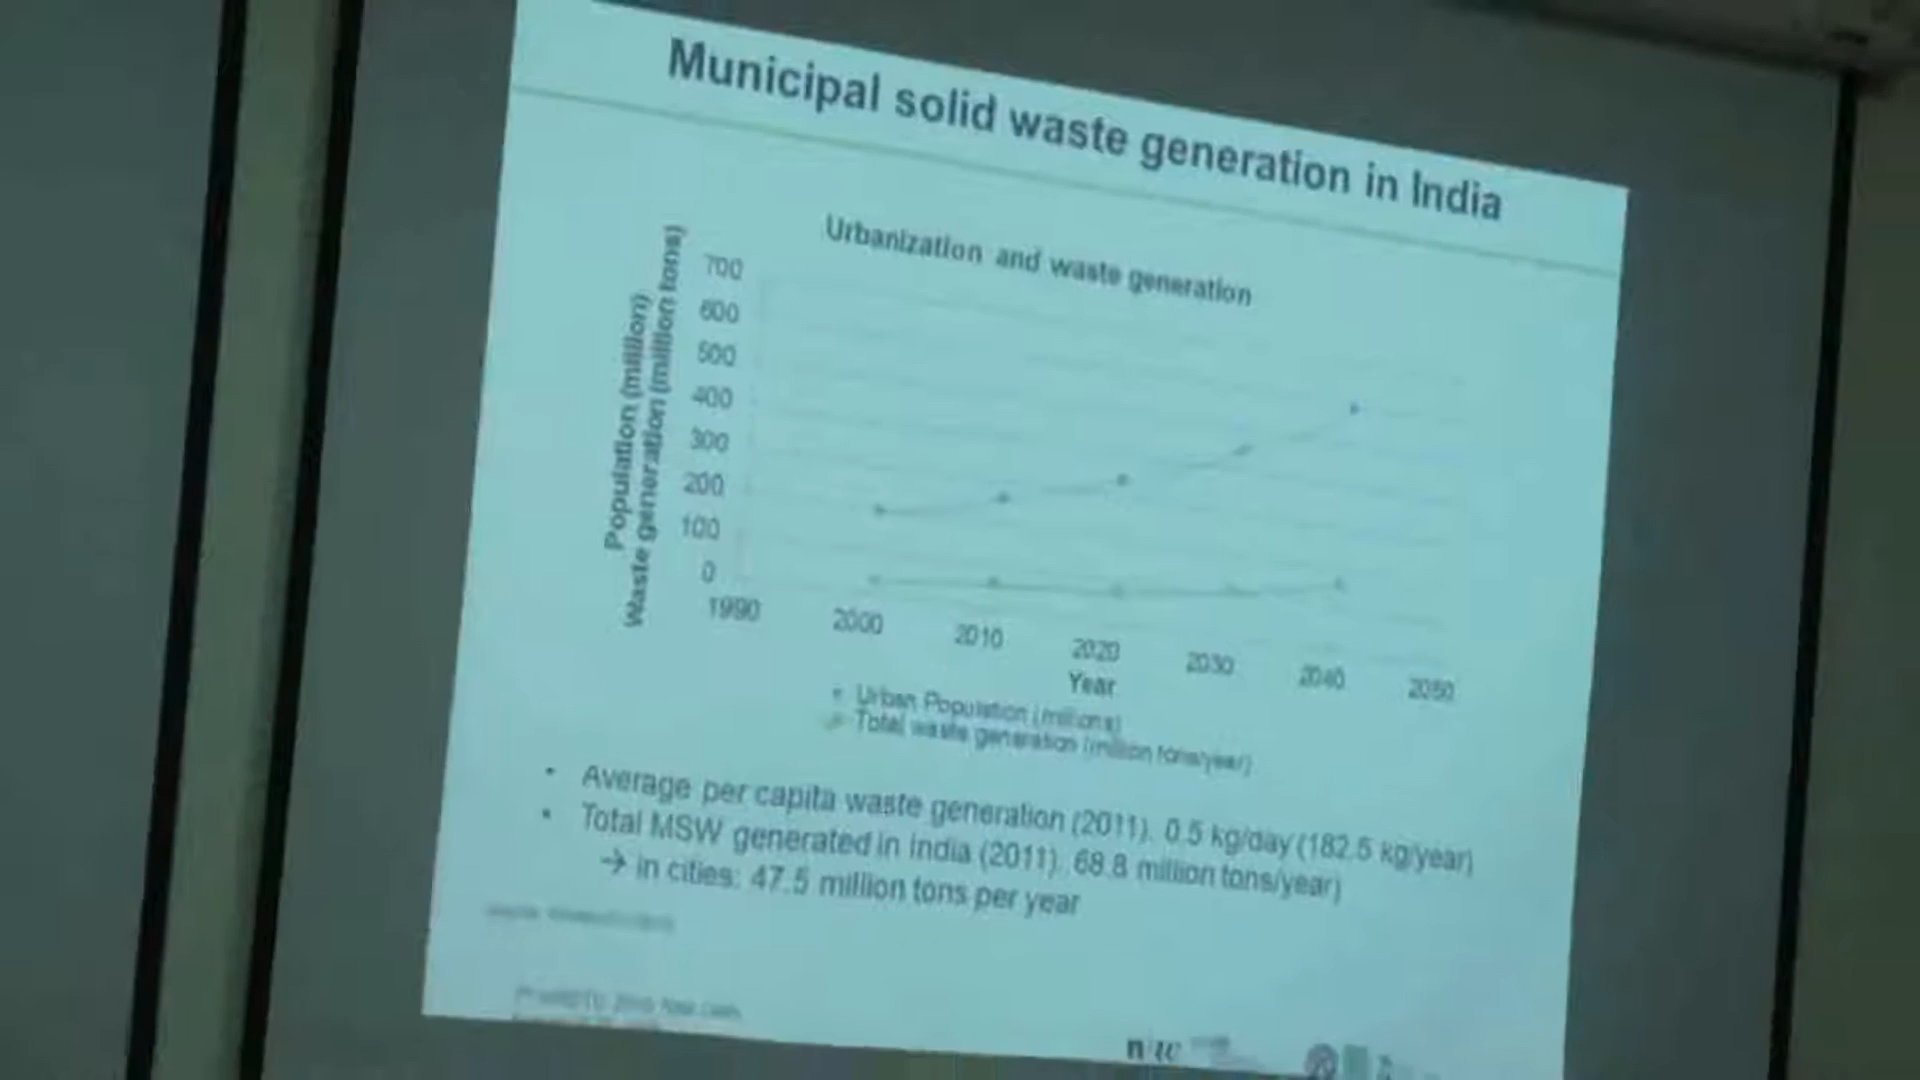 Municipal solid waste generation in India
Urbanization and waste generation
Population (million)
Waste generation (million tons)
700
600
500
400
300
200
100
0
1990
2000
2010
2020
2030
2040
2050
Year
Urban Population (millions)
Total waste generation (million tons/year)
• Average per capita waste generation (2011). 0.5 kg/day (182.5 kg/year)
• Total MSW generated in India (2011). 68.8 million tons/year)
→ in cities: 47.5 million tons per year